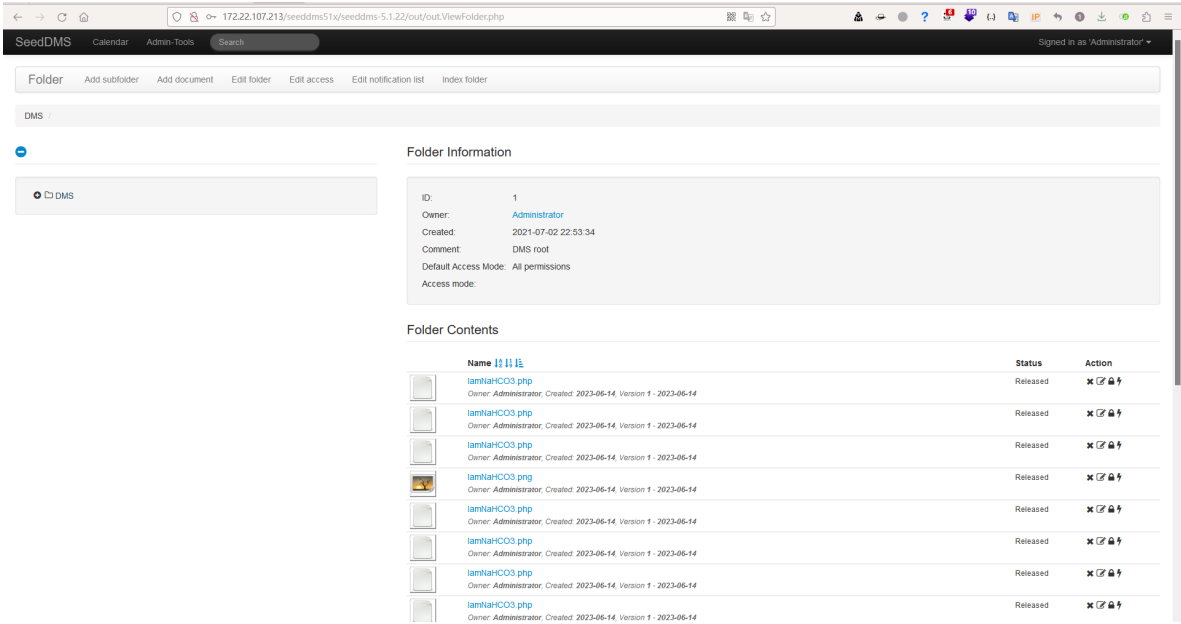 172.22.107.213/seeddms51x/seeddms-5.1.22/out/out.ViewFolder.php
SeedDMS Calendar Admin-Tools Search Signed in as 'Administrator'
Folder Add subfolder Add document Edit folder Edit access Edit notification list Index folder
DMS /
Folder Information
DMS
ID: 1
Owner: Administrator
Created: 2021-07-02 22:53:34
Comment: DMS root
Default Access Mode: All permissions
Access mode:
Folder Contents
Name Status Action
IamNaHCO3.php Released
Owner: Administrator, Created: 2023-06-14, Version 1 - 2023-06-14
IamNaHCO3.php Released
Owner: Administrator, Created: 2023-06-14, Version 1 - 2023-06-14
IamNaHCO3.php Released
Owner: Administrator, Created: 2023-06-14, Version 1 - 2023-06-14
IamNaHCO3.png Released
Owner: Administrator, Created: 2023-06-14, Version 1 - 2023-06-14
IamNaHCO3.php Released
Owner: Administrator, Created: 2023-06-14, Version 1 - 2023-06-14
IamNaHCO3.php Released
Owner: Administrator, Created: 2023-06-14, Version 1 - 2023-06-14
IamNaHCO3.php Released
Owner: Administrator, Created: 2023-06-14, Version 1 - 2023-06-14
IamNaHCO3.php Released
Owner: Administrator, Created: 2023-06-14, Version 1 - 2023-06-14